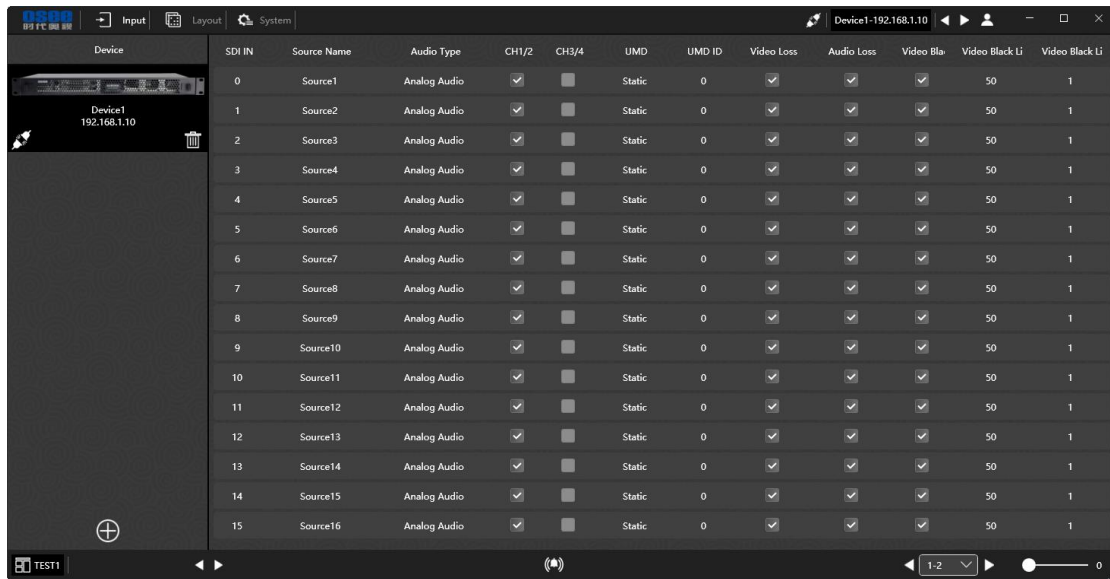 OSEE
时代奥视
Input
Layout
System
Device1-192.168.1.10
Device
Device1
192.168.1.10
SDI IN Source Name Audio Type CH1/2 CH3/4 UMD UMD ID Video Loss Audio Loss Video Bla Video Black Li Video Black Li
0 Source1 Analog Audio Static 0 50 1
1 Source2 Analog Audio Static 0 50 1
2 Source3 Analog Audio Static 0 50 1
3 Source4 Analog Audio Static 0 50 1
4 Source5 Analog Audio Static 0 50 1
5 Source6 Analog Audio Static 0 50 1
6 Source7 Analog Audio Static 0 50 1
7 Source8 Analog Audio Static 0 50 1
8 Source9 Analog Audio Static 0 50 1
9 Source10 Analog Audio Static 0 50 1
10 Source11 Analog Audio Static 0 50 1
11 Source12 Analog Audio Static 0 50 1
12 Source13 Analog Audio Static 0 50 1
13 Source14 Analog Audio Static 0 50 1
14 Source15 Analog Audio Static 0 50 1
15 Source16 Analog Audio Static 0 50 1
TEST1
1-2
0